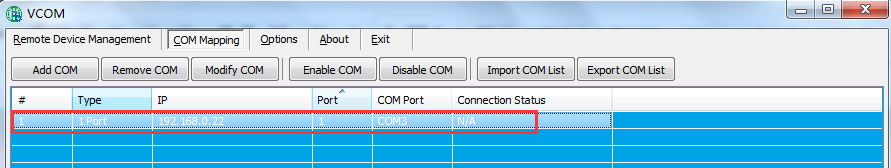 VCOM
Remote Device Management COM Mapping Options About Exit
Add COM Remove COM Modify COM Enable COM Disable COM Import COM List Export COM List
# Type IP Port COM Port Connection Status
1 1 Port 192.168.0.22 1 COM3 N/A